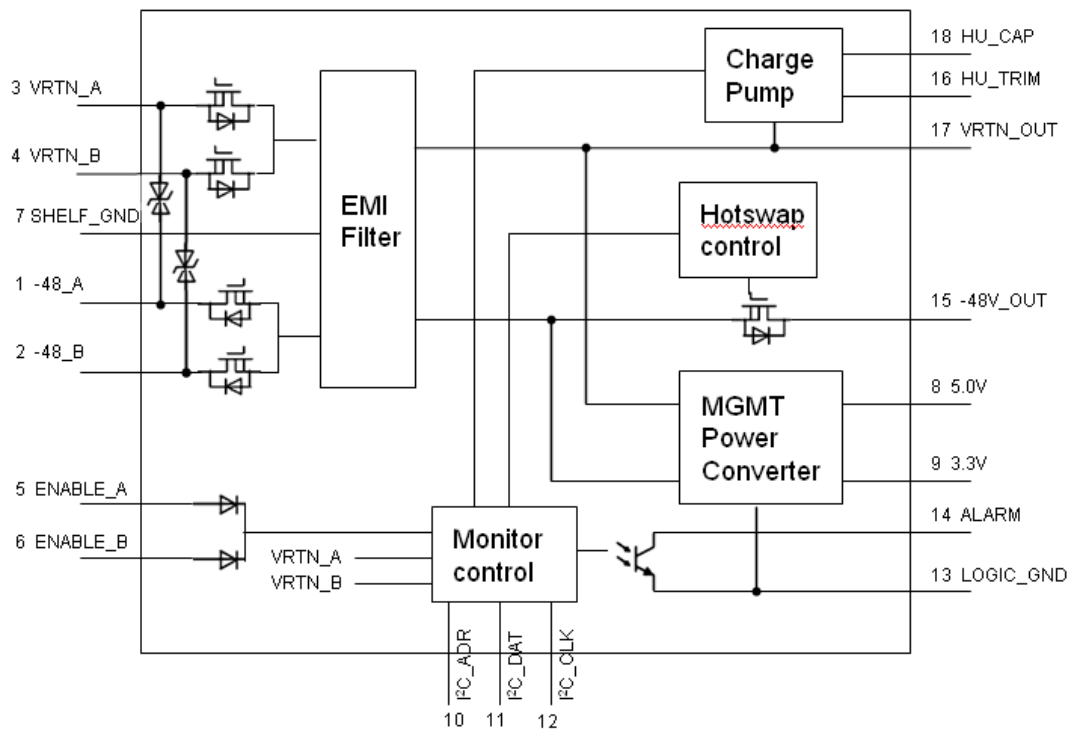 18 HU_CAP
Charge
Pump
16 HU_TRIM
3 VRTN_A
17 VRTN_OUT
4 VRTN_B
EMI
Filter
7 SHELF_GND
Hotswap
control
1 -48_A
15 -48V_OUT
2 -48_B
8 5.0V
MGMT
Power
Converter
9 3.3V
5 ENABLE_A
14 ALARM
6 ENABLE_B
Monitor
control
VRTN_A
VRTN_B
13 LOGIC_GND
I²C_ADR
I²C_DAT
I²C_CLK
10
11
12